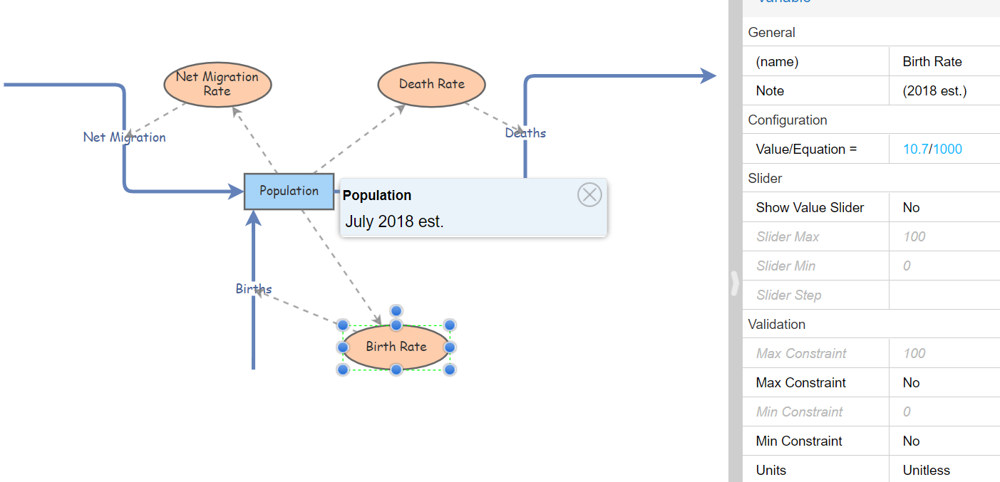 Net Migration
Rate
Death Rate
Net Migration
Deaths
Population
Population
July 2018 est.
Births
Birth Rate
Variable
General
(name) Birth Rate
Note (2018 est.)
Configuration
Value/Equation = 10.7/1000
Slider
Show Value Slider No
Slider Max 100
Slider Min 0
Slider Step
Validation
Max Constraint 100
Max Constraint No
Min Constraint 0
Min Constraint No
Units Unitless